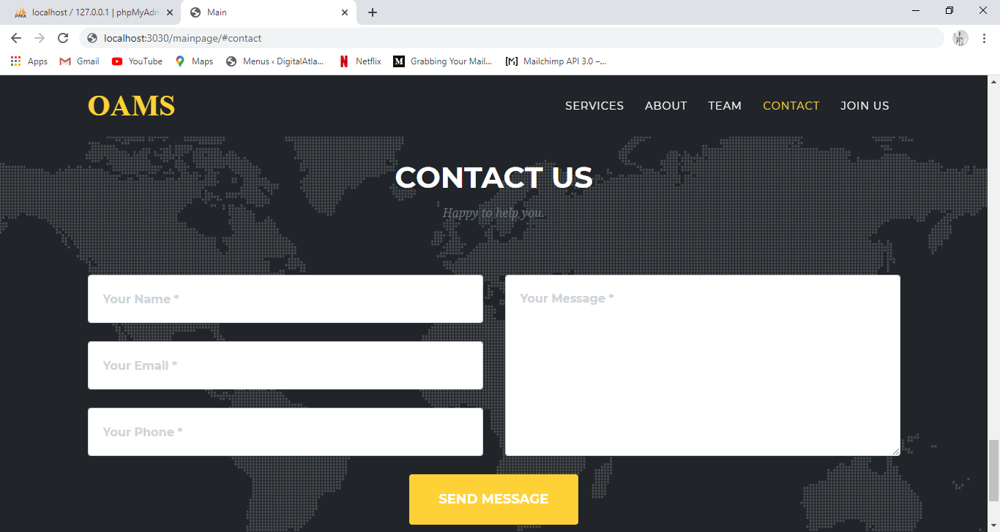 localhost / 127.0.0.1 | phpMyAdm
Main
localhost:3030/mainpage/#contact
Apps
Gmail
YouTube
Maps
Menus ‹ DigitalAtla...
Netflix
M
Grabbing Your Mail...
[M]
Mailchimp API 3.0 –...
OAMS
SERVICES
ABOUT
TEAM
CONTACT
JOIN US
CONTACT US
Happy to help you.
Your Name *
Your Message *
Your Email *
Your Phone *
SEND MESSAGE